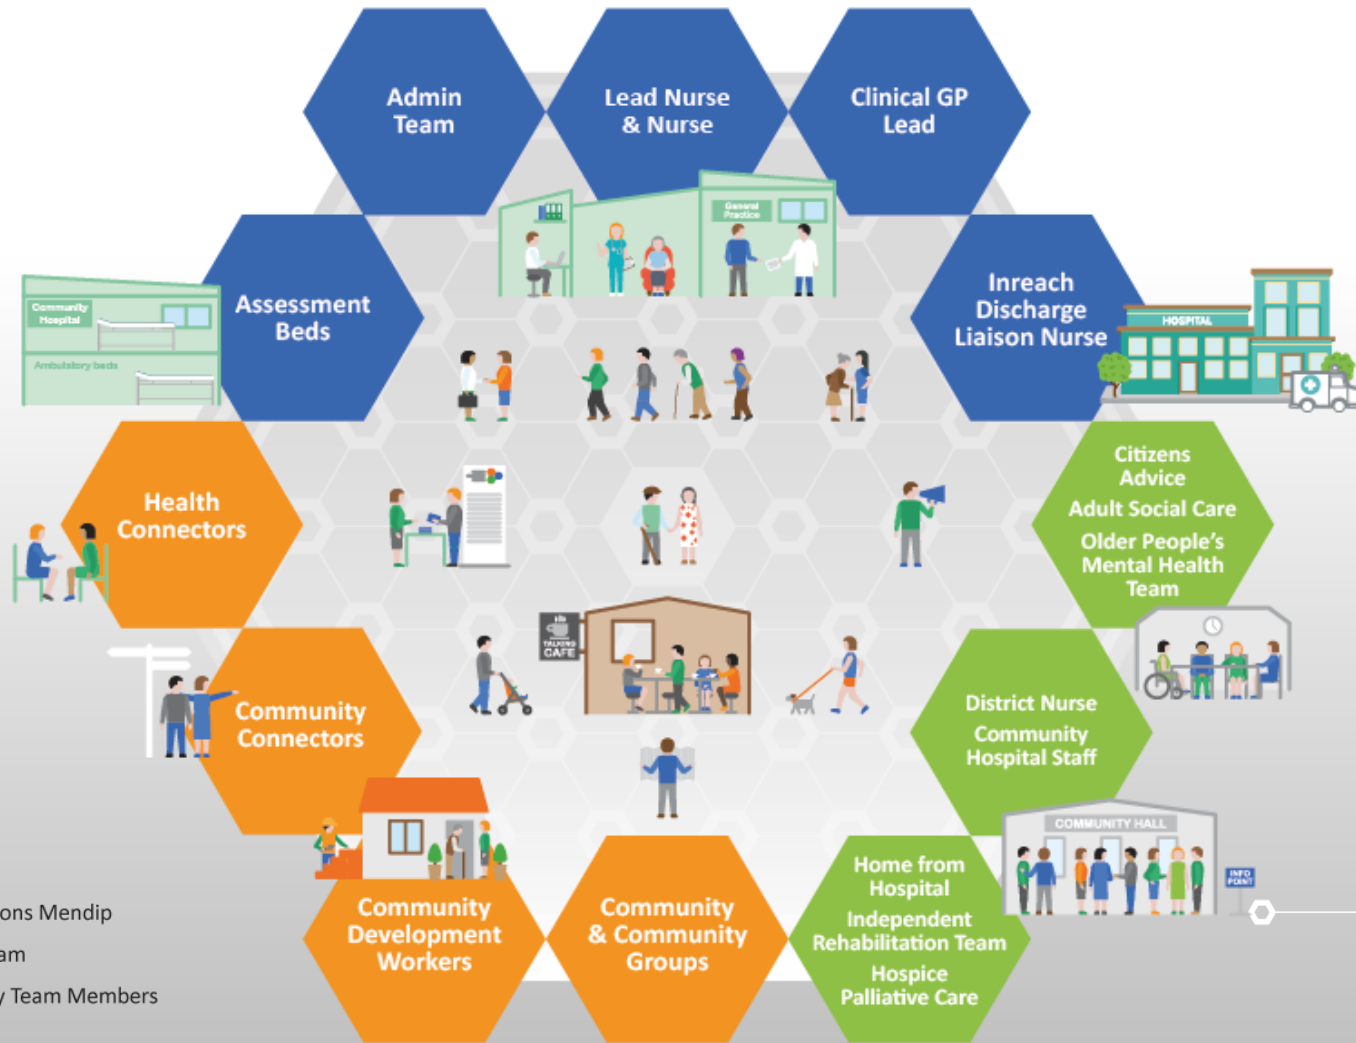 Admin
Team
Lead Nurse
& Nurse
Clinical GP
Lead
General
Practice
Assessment
Beds
Community
Hospital
Ambulatory beds
Inreach
Discharge
Liaison Nurse
HOSPITAL
Health
Connectors
Citizens
Advice
Adult Social Care
Older People's
Mental Health
Team
TALKING
CAFE
Community
Connectors
District Nurse
Community
Hospital Staff
COMMUNITY HALL
INFO
POINT
Community
Development
Workers
Community
& Community
Groups
Home from
Hospital
Independent
Rehabilitation Team
Hospice
Palliative Care
ons Mendip
am
y Team Members